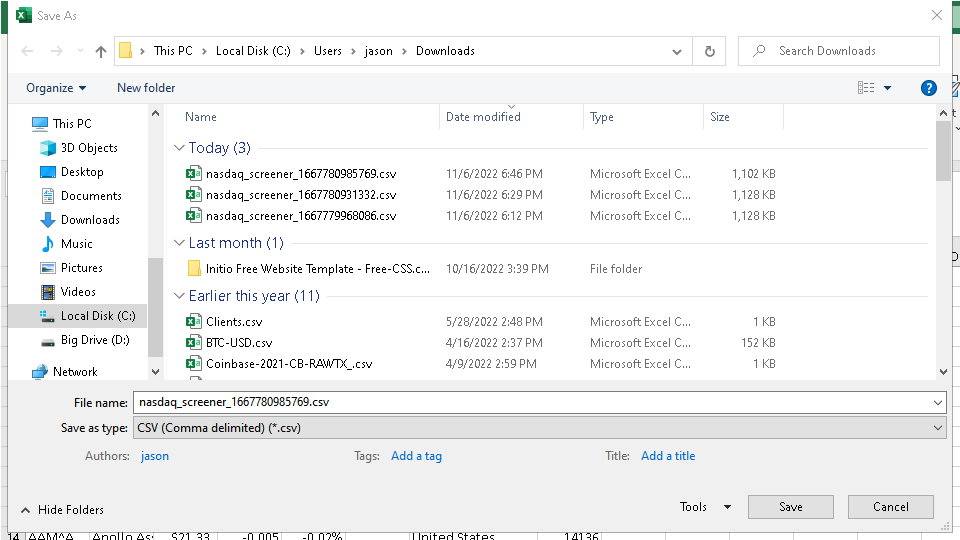 Save As
This PC > Local Disk (C:) > Users > jason > Downloads
Search Downloads
Organize New folder
?
Name Date modified Type Size
Today (3)
nasdaq_screener_1667780985769.csv 11/6/2022 6:46 PM Microsoft Excel C... 1,102 KB
nasdaq_screener_1667780931332.csv 11/6/2022 6:29 PM Microsoft Excel C... 1,128 KB
nasdaq_screener_1667779968086.csv 11/6/2022 6:12 PM Microsoft Excel C... 1,128 KB
Last month (1)
Initio Free Website Template - Free-CSS.c... 10/16/2022 3:39 PM File folder
Earlier this year (11)
Clients.csv 5/28/2022 2:48 PM Microsoft Excel C... 1 KB
BTC-USD.csv 4/16/2022 2:37 PM Microsoft Excel C... 152 KB
Coinbase-2021-CB-RAWTX_.csv 4/9/2022 2:59 PM Microsoft Excel C... 1 KB
This PC
3D Objects
Desktop
Documents
Downloads
Music
Pictures
Videos
Local Disk (C:)
Big Drive (D:)
Network
File name: nasdaq_screener_1667780985769.csv
Save as type: CSV (Comma delimited) (*.csv)
Authors: jason Tags: Add a tag Title: Add a title
Hide Folders Tools Save Cancel
14 AAM^A Apollo As $21.33 -0.005 -0.02% United States 14136